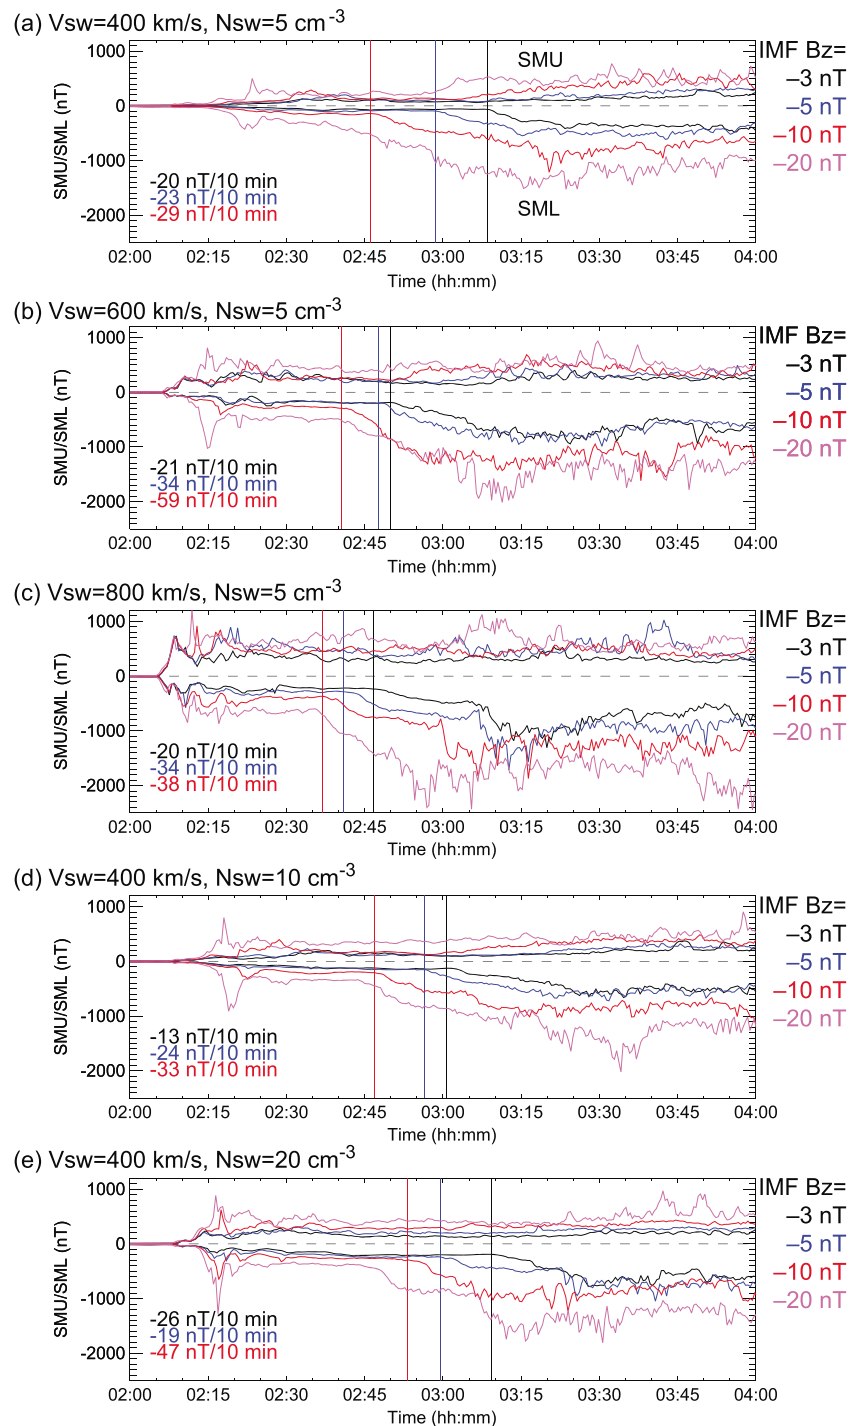 (a) Vsw=400 km/s, Nsw=5 cm-3
1000
0
-1000
-2000
SMU/SML (nT)
SMU
SML
-20 nT/10 min
-23 nT/10 min
-29 nT/10 min
IMF Bz=
–3 nT
–5 nT
–10 nT
–20 nT
02:00 02:15 02:30 02:45 03:00 03:15 03:30 03:45 04:00
Time (hh:mm)
(b) Vsw=600 km/s, Nsw=5 cm-3
1000
0
-1000
-2000
SMU/SML (nT)
-21 nT/10 min
-34 nT/10 min
-59 nT/10 min
IMF Bz=
–3 nT
–5 nT
–10 nT
–20 nT
02:00 02:15 02:30 02:45 03:00 03:15 03:30 03:45 04:00
Time (hh:mm)
(c) Vsw=800 km/s, Nsw=5 cm-3
1000
0
-1000
-2000
SMU/SML (nT)
-20 nT/10 min
-34 nT/10 min
-38 nT/10 min
IMF Bz=
–3 nT
–5 nT
–10 nT
–20 nT
02:00 02:15 02:30 02:45 03:00 03:15 03:30 03:45 04:00
Time (hh:mm)
(d) Vsw=400 km/s, Nsw=10 cm-3
1000
0
-1000
-2000
SMU/SML (nT)
-13 nT/10 min
-24 nT/10 min
-33 nT/10 min
IMF Bz=
–3 nT
–5 nT
–10 nT
–20 nT
02:00 02:15 02:30 02:45 03:00 03:15 03:30 03:45 04:00
Time (hh:mm)
(e) Vsw=400 km/s, Nsw=20 cm-3
1000
0
-1000
-2000
SMU/SML (nT)
-26 nT/10 min
-19 nT/10 min
-47 nT/10 min
IMF Bz=
–3 nT
–5 nT
–10 nT
–20 nT
02:00 02:15 02:30 02:45 03:00 03:15 03:30 03:45 04:00
Time (hh:mm)